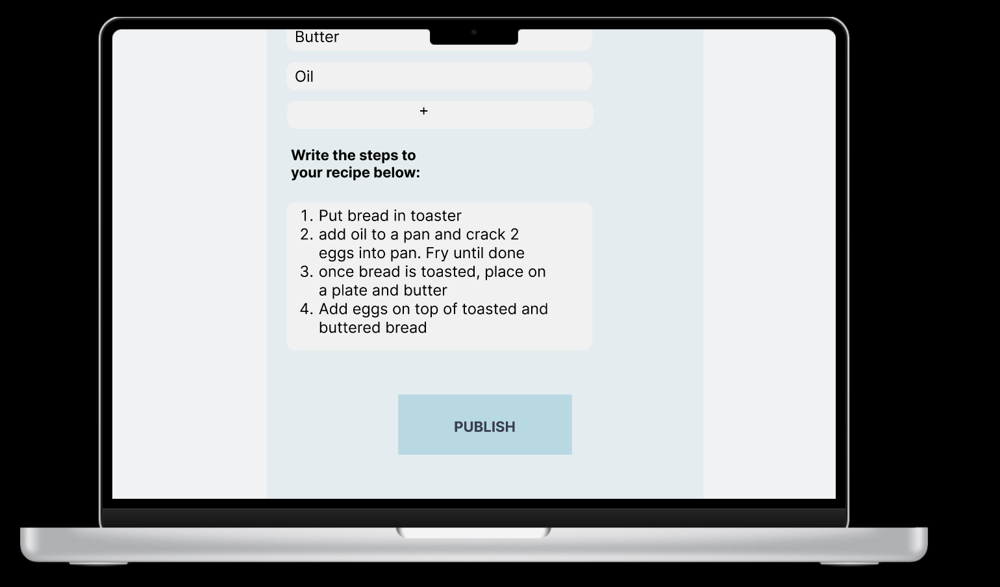 Butter
Oil
+
Write the steps to
your recipe below:
1. Put bread in toaster
2. add oil to a pan and crack 2
eggs into pan. Fry until done
3. once bread is toasted, place on
a plate and butter
4. Add eggs on top of toasted and
buttered bread
PUBLISH